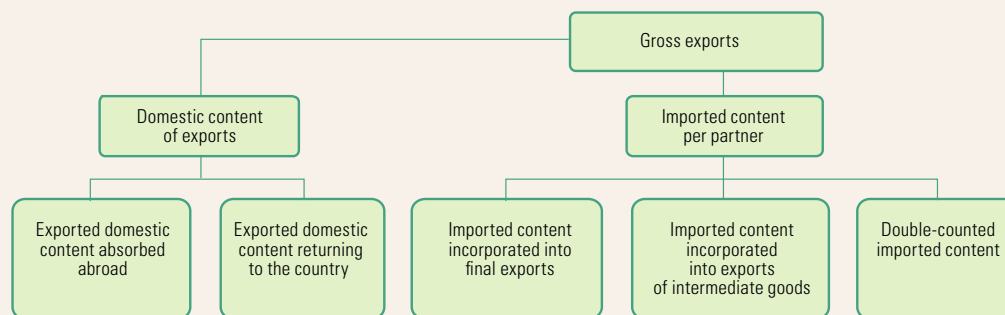 Gross exports
Domestic content
of exports
Imported content
per partner
Exported domestic
content absorbed
abroad
Exported domestic
content returning
to the country
Imported content
incorporated into
final exports
Imported content
incorporated
into exports
of intermediate goods
Double-counted
imported content